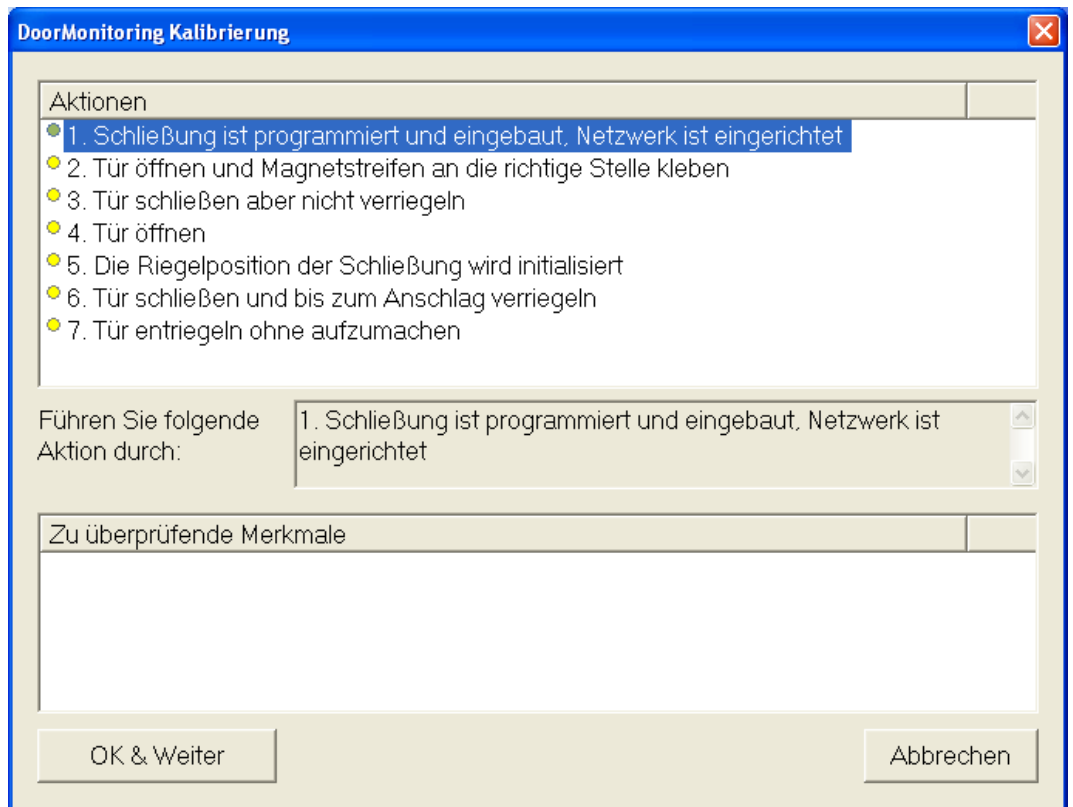 DoorMonitoring Kalibrierung
Aktionen
1. Schließung ist programmiert und eingebaut, Netzwerk ist eingerichtet
2. Tür öffnen und Magnetstreifen an die richtige Stelle kleben
3. Tür schließen aber nicht verriegeln
4. Tür öffnen
5. Die Riegelposition der Schließung wird initialisiert
6. Tür schließen und bis zum Anschlag verriegeln
7. Tür entriegeln ohne aufzumachen
Führen Sie folgende
Aktion durch:
1. Schließung ist programmiert und eingebaut, Netzwerk ist
eingerichtet
Zu überprüfende Merkmale
OK & Weiter
Abbrechen